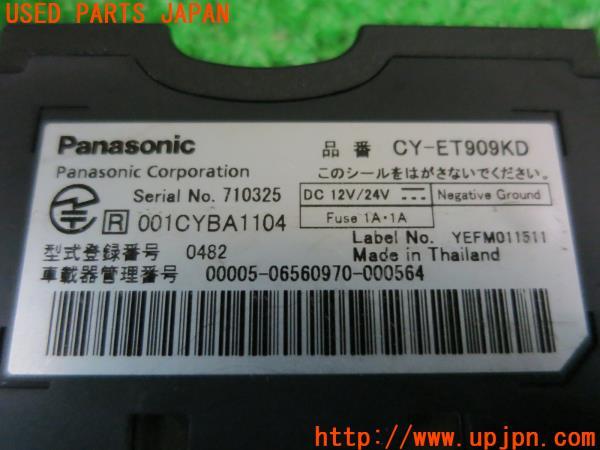 USED PARTS JAPAN
Panasonic
品 番 CY-ET909KD
Panasonic Corporation
このシールをはがさないでください。
Serial No. 710325
DC 12V/24V
Negative Ground
Fuse 1A・1A
R 001CYBA1104
Label No. YEFM011511
型式登録番号 0482
Made in Thailand
車載器管理番号 00005-06560970-000564
UPJ
http://www.upjpn.com